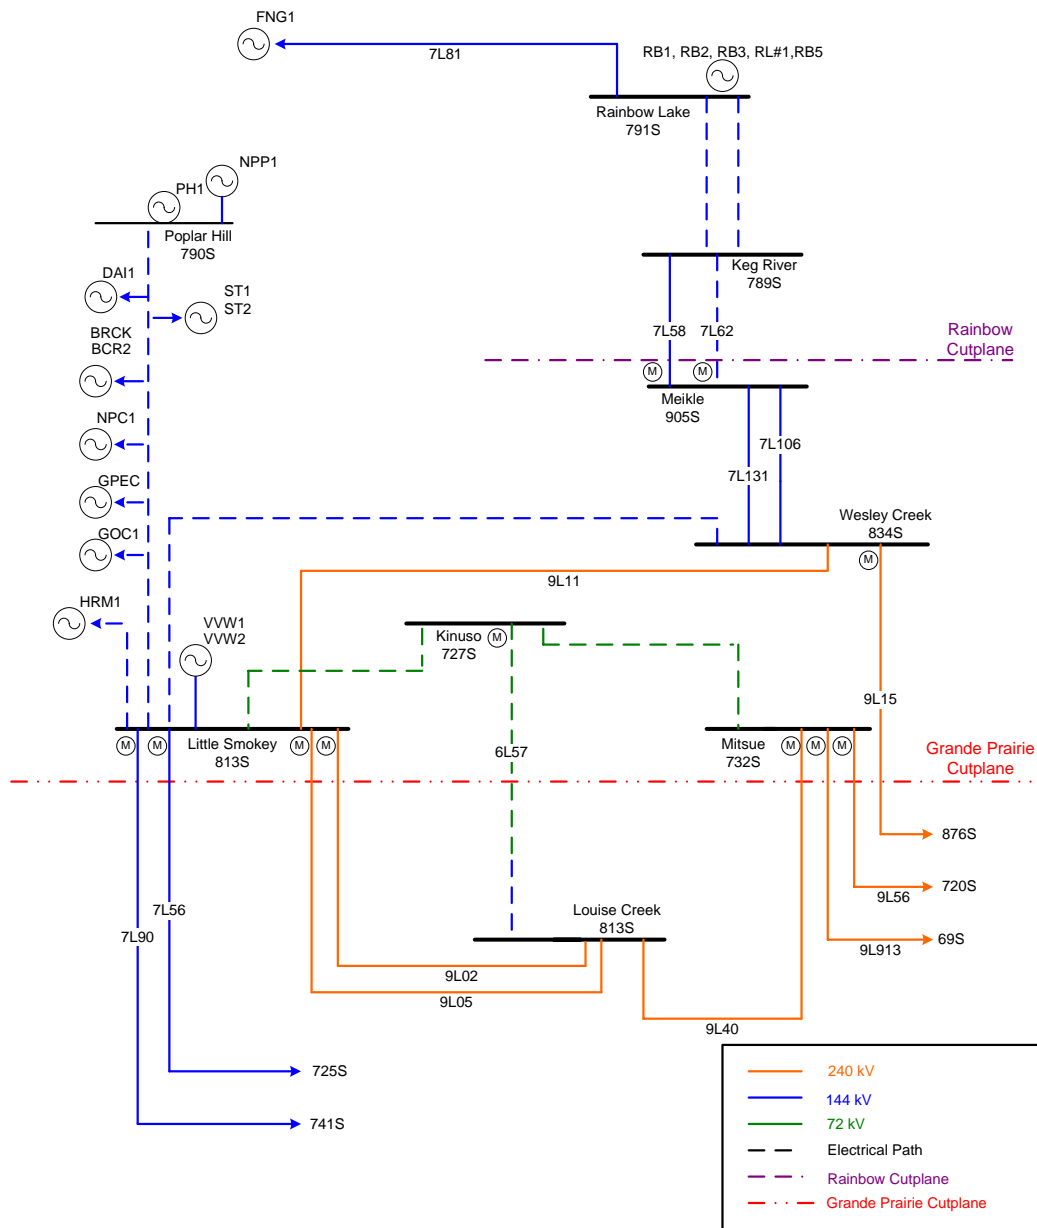 FNG1
7L81
RB1, RB2, RB3, RL#1,RB5
Rainbow Lake
791S
NPP1
PH1
Poplar Hill
790S
Keg River
789S
DAI1
ST1
ST2
BRCK
BCR2
7L58
7L62
Rainbow
Cutplane
M
M
Meikle
905S
NPC1
7L106
7L131
GPEC
Wesley Creek
834S
GOC1
M
9L11
HRM1
VVW1
VVW2
Kinuso
727S
M
9L15
M
M
Little Smokey
813S
M
M
6L57
Mitsue
732S
M
M
M
Grande Prairie
Cutplane
876S
720S
9L56
7L56
Louise Creek
813S
7L90
69S
9L913
9L02
9L05
9L40
725S
741S
240 kV
144 kV
72 kV
Electrical Path
Rainbow Cutplane
Grande Prairie Cutplane